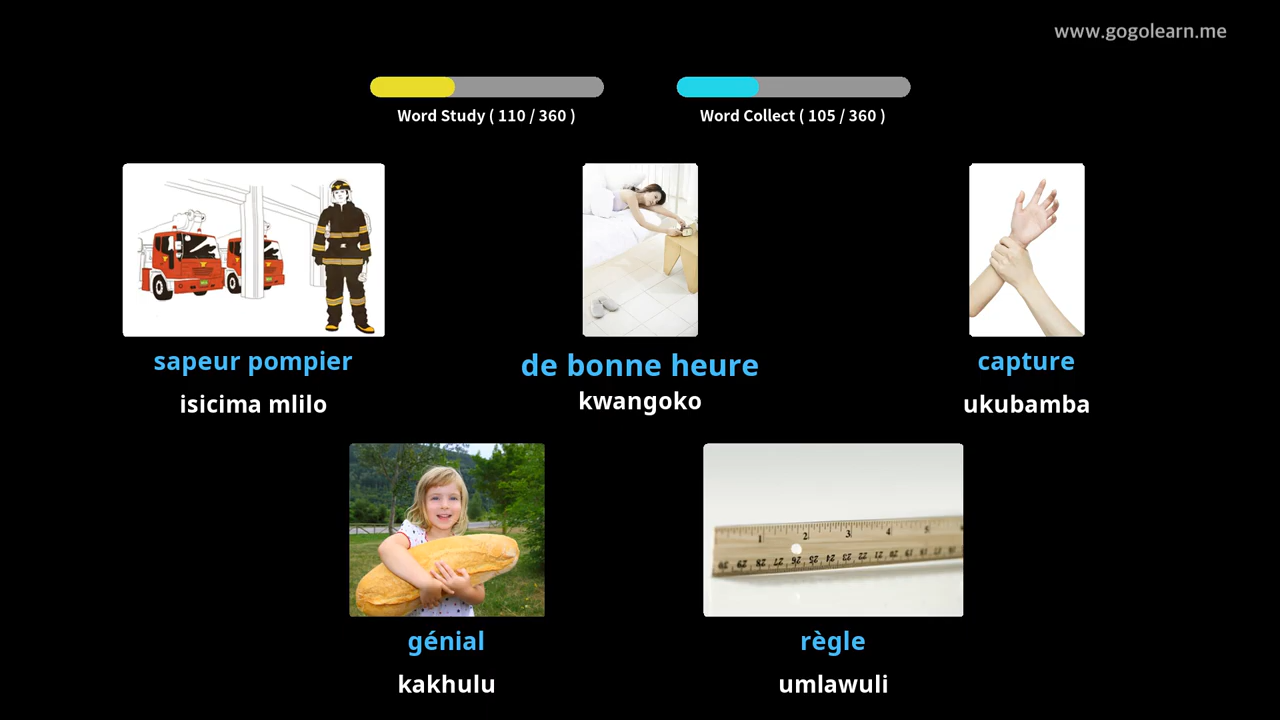 www.gogolearn.me
Word Study ( 110 / 360 )
Word Collect ( 105 / 360 )
sapeur pompier
isicima mlilo
de bonne heure
kwangoko
capture
ukubamba
génial
kakhulu
règle
umlawuli